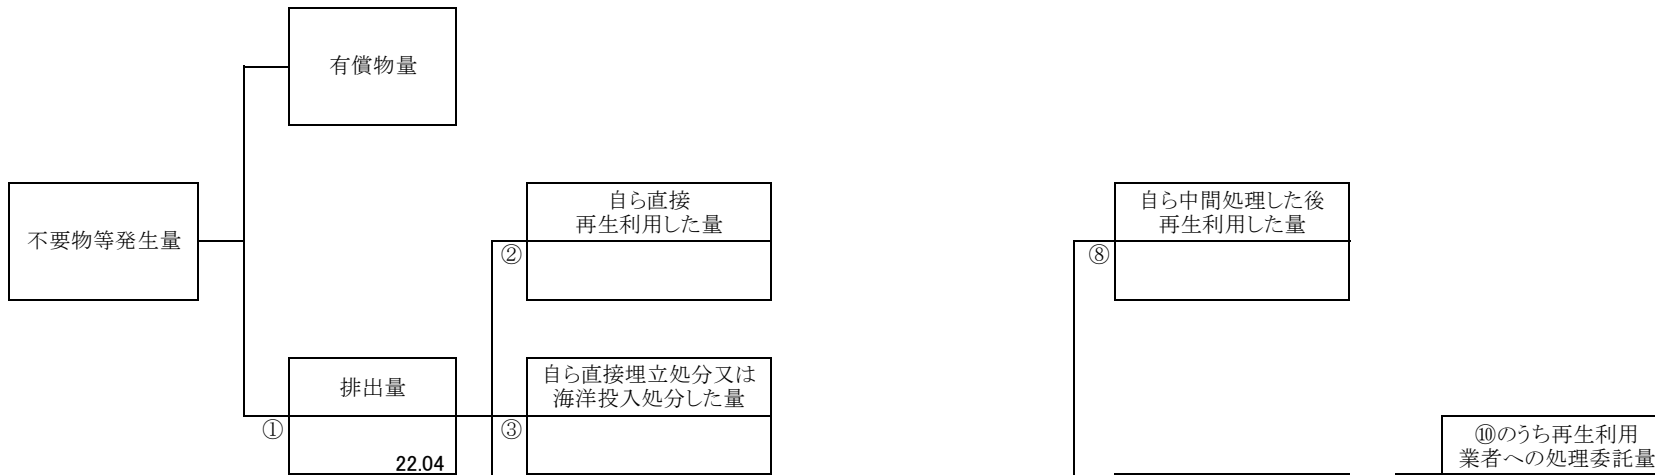 有償物量
不要物等発生量
自ら直接
再生利用した量
②
自ら中間処理した後
再生利用した量
⑧
排出量
①
22.04
自ら直接埋立処分又は
海洋投入処分した量
③
⑩のうち再生利用
業者への処理委託量